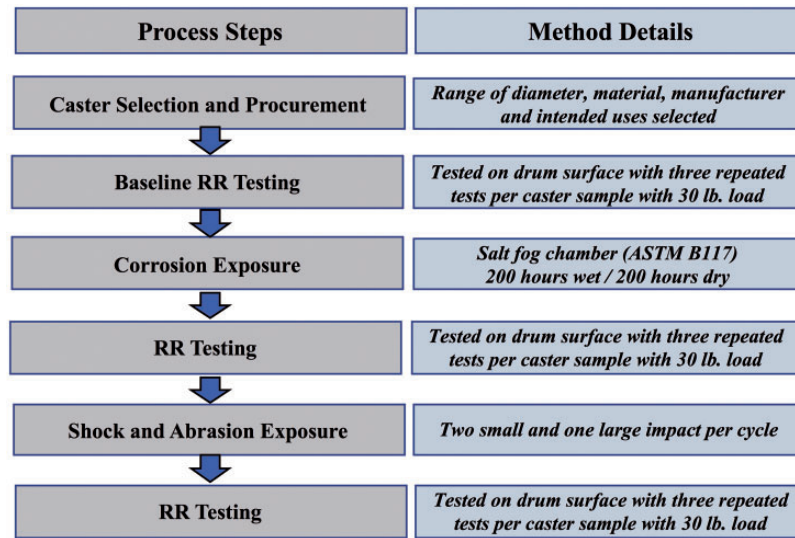 Process Steps
Method Details
Caster Selection and Procurement
Range of diameter, material, manufacturer
and intended uses selected
Baseline RR Testing
Tested on drum surface with three repeated
tests per caster sample with 30 lb. load
Corrosion Exposure
Salt fog chamber (ASTM B117)
200 hours wet / 200 hours dry
RR Testing
Tested on drum surface with three repeated
tests per caster sample with 30 lb. load
Shock and Abrasion Exposure
Two small and one large impact per cycle
RR Testing
Tested on drum surface with three repeated
tests per caster sample with 30 lb. load